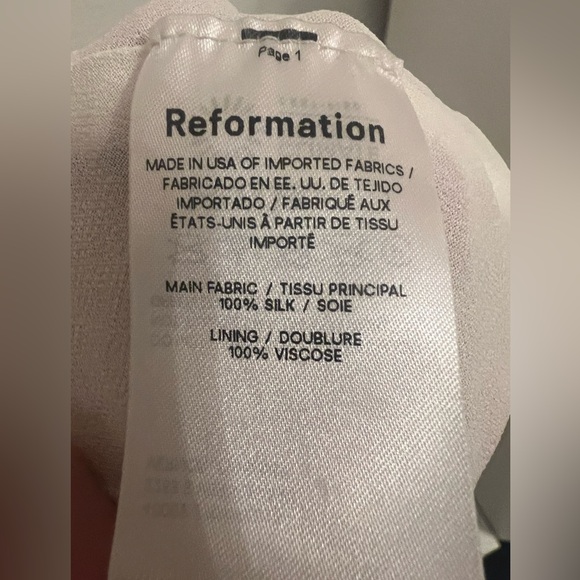 Page 1
Reformation
MADE IN USA OF IMPORTED FABRICS /
FABRICADO EN EE. UU. DE TEJIDO
IMPORTADO / FABRIQUÉ AUX
ÉTATS-UNIS À PARTIR DE TISSU
IMPORTÉ
MAIN FABRIC / TISSU PRINCIPAL
100% SILK / SOIE
LINING / DOUBLURE
100% VISCOSE